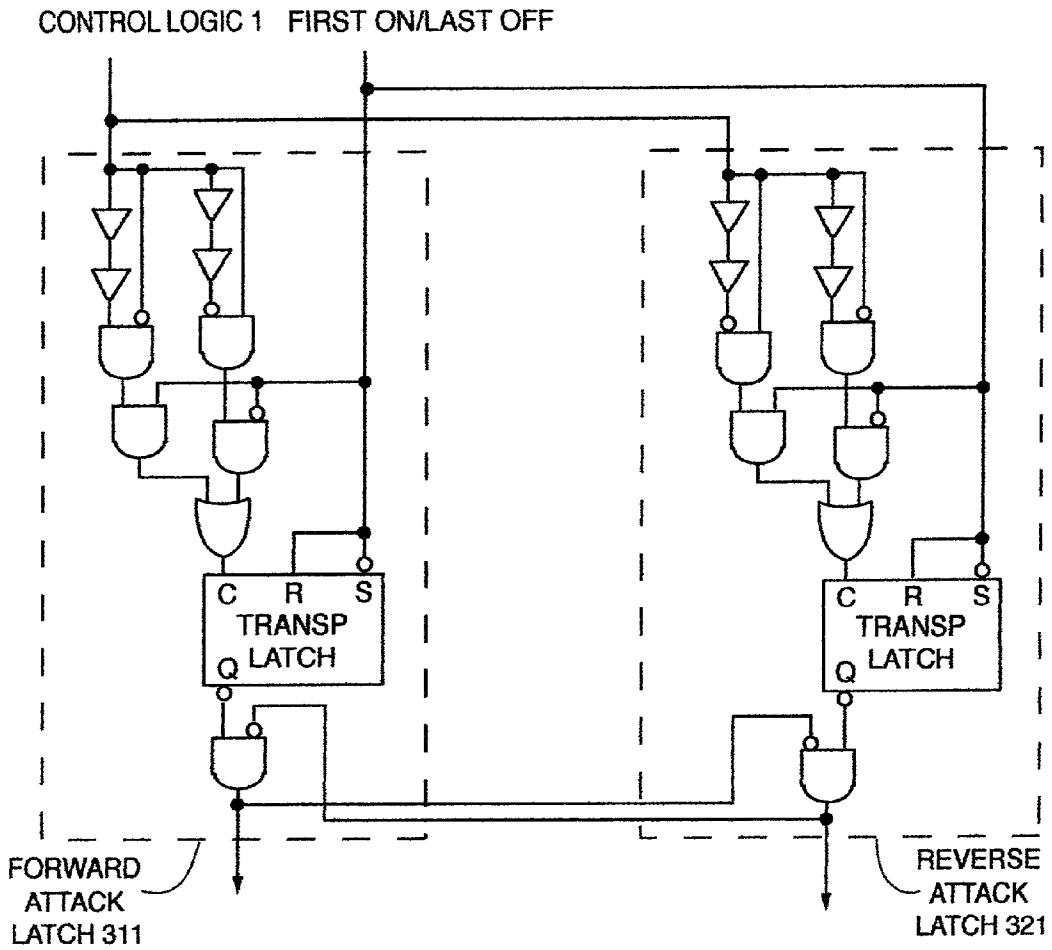 CONTROL LOGIC 1 FIRST ON/LAST OFF
C R S
TRANSP
LATCH
Q
C R S
TRANSP
LATCH
Q
FORWARD
ATTACK
LATCH 311
REVERSE
ATTACK
LATCH 321